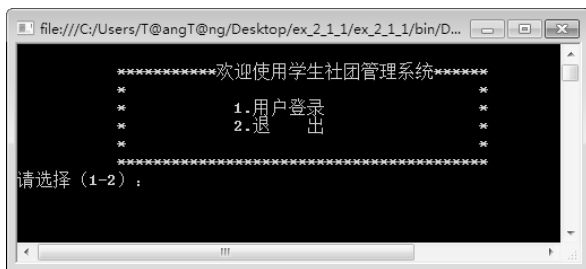 file:///C:/Users/T@angT@ng/Desktop/ex_2_1_1/ex_2_1_1/bin/D...
***********欢迎使用学生社团管理系统******
* *
* 1.用户登录 *
* 2.退 出 *
* *
*****************************************
请选择（1-2）：